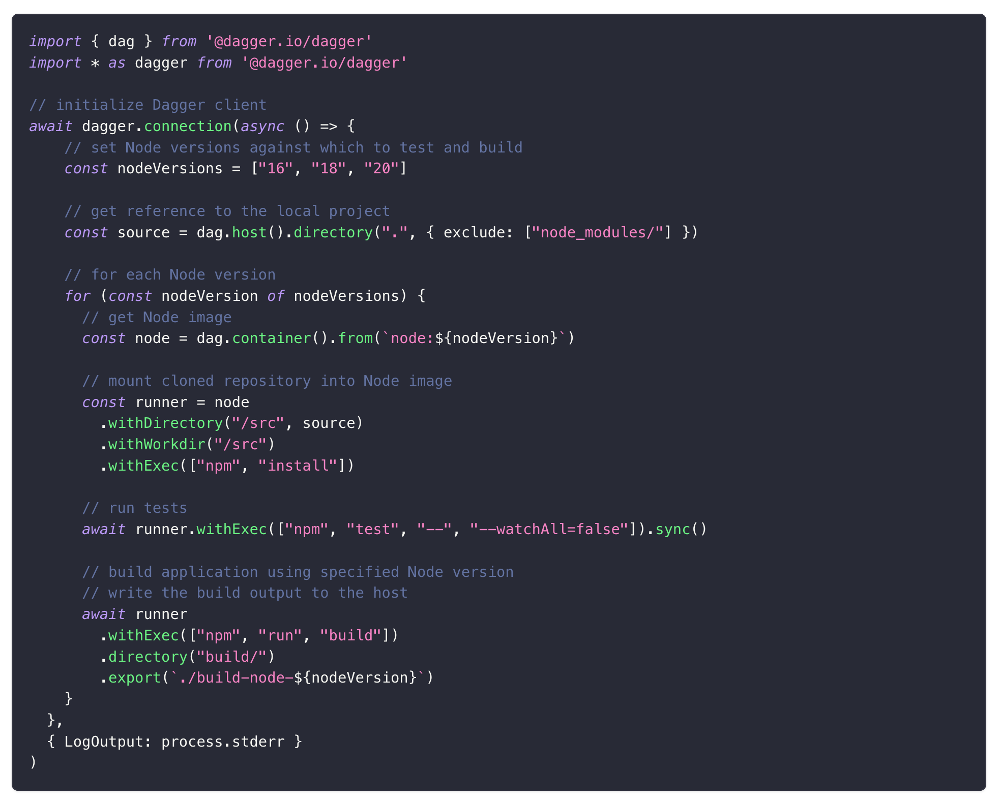 import { dag } from '@dagger.io/dagger'
import * as dagger from '@dagger.io/dagger'

// initialize Dagger client
await dagger.connection(async () => {
    // set Node versions against which to test and build
    const nodeVersions = ["16", "18", "20"]

    // get reference to the local project
    const source = dag.host().directory(".", { exclude: ["node_modules/"] })

    // for each Node version
    for (const nodeVersion of nodeVersions) {
      // get Node image
      const node = dag.container().from(`node:${nodeVersion}`)

      // mount cloned repository into Node image
      const runner = node
        .withDirectory("/src", source)
        .withWorkdir("/src")
        .withExec(["npm", "install"])

      // run tests
      await runner.withExec(["npm", "test", "--", "--watchAll=false"]).sync()

      // build application using specified Node version
      // write the build output to the host
      await runner
        .withExec(["npm", "run", "build"])
        .directory("build/")
        .export(`./build-node-${nodeVersion}`)
    }
  },
  { LogOutput: process.stderr }
)